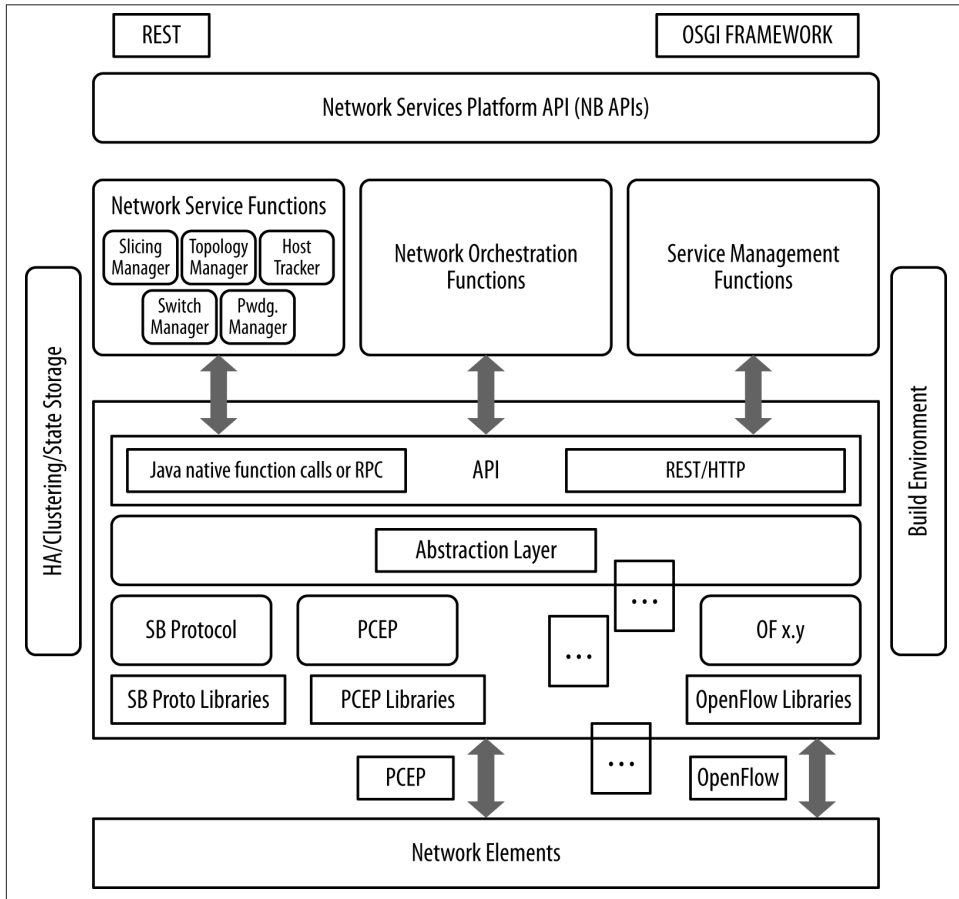 REST
OSGI FRAMEWORK
Network Services Platform API (NB APIs)
Network Service Functions
Slicing
Manager
Topology
Manager
Host
Tracker
Switch
Manager
Pwdg.
Manager
Network Orchestration
Functions
Service Management
Functions
HA/Clustering/State Storage
Build Environment
Java native function calls or RPC
API
REST/HTTP
Abstraction Layer
...
SB Protocol
PCEP
...
OF x.y
SB Proto Libraries
PCEP Libraries
OpenFlow Libraries
PCEP
...
OpenFlow
Network Elements